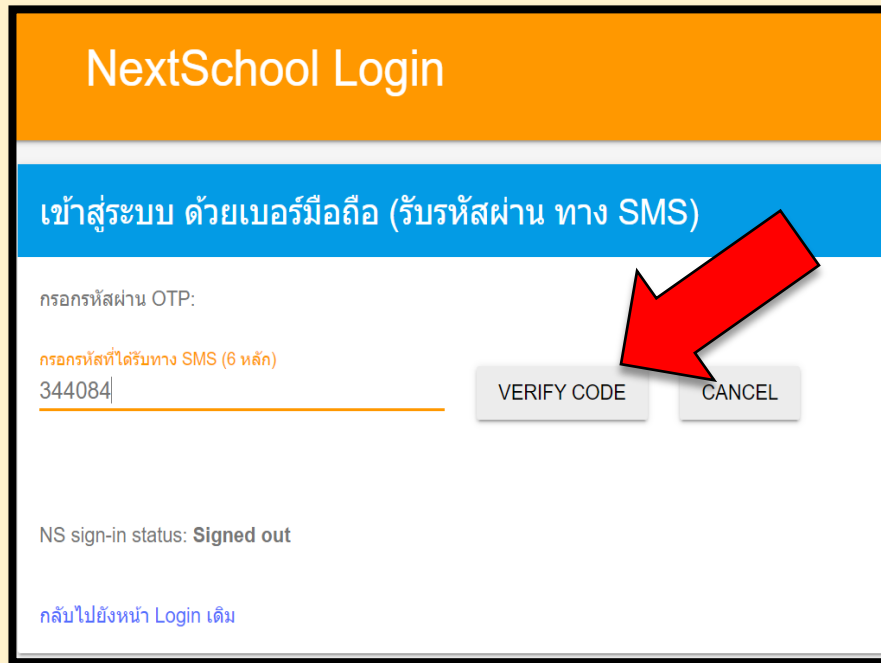 NextSchool Login
เข้าสู่ระบบ ด้วยเบอร์มือถือ (รับรหัสผ่าน ทาง SMS)
กรอกรหัสผ่าน OTP:
กรอกรหัสที่ได้รับทาง SMS (6 หลัก)
344084
VERIFY CODE
CANCEL
NS sign-in status: Signed out
กลับไปยังหน้า Login เดิม